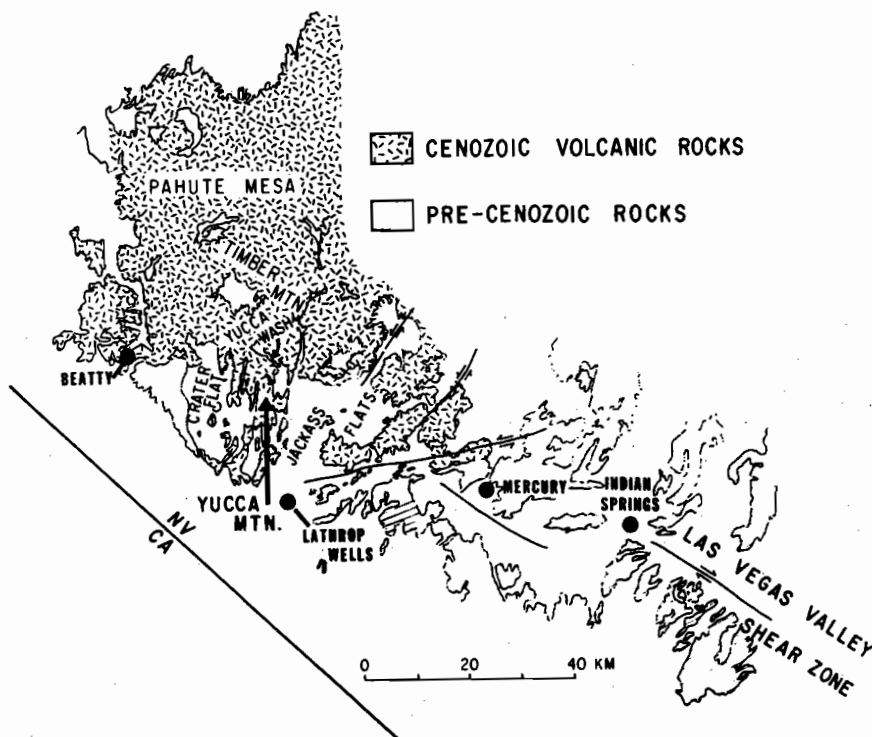 CENOZOIC VOLCANIC ROCKS
PAHUTE MESA
PRE-CENOZOIC ROCKS
TIMBER MTN.
YUCCA
WASH
BEATTY
CRATER
FLAT
JACKASS
FLATS
YUCCA
MTN.
LATHROP
WELLS
MERCURY
INDIAN
SPRINGS
NV
CA
LAS VEGAS VALLEY
SHEAR ZONE
0 20 40 KM